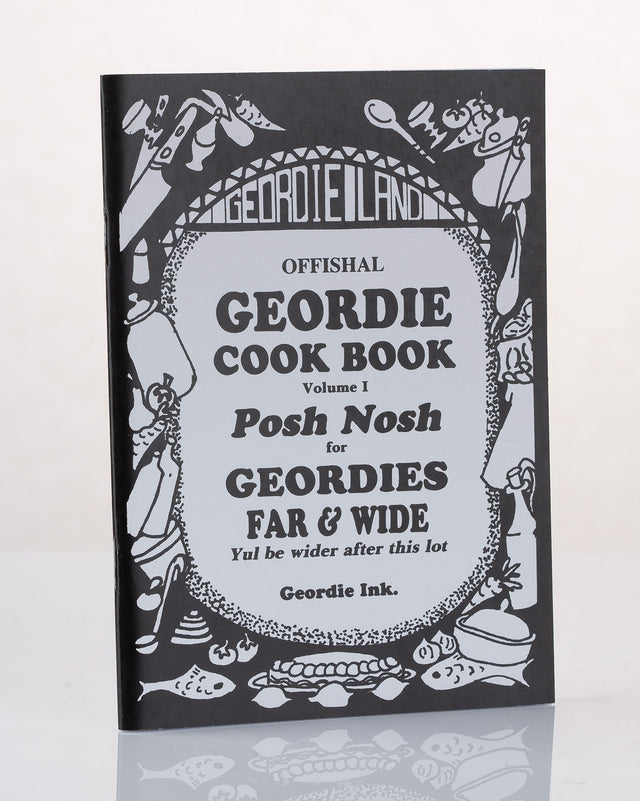 GEORDIE LAND
OFFISHAL
GEORDIE
COOK BOOK
Volume I
Posh Nosh
for
GEORDIES
FAR & WIDE
Yul be wider after this lot
Geordie Ink.